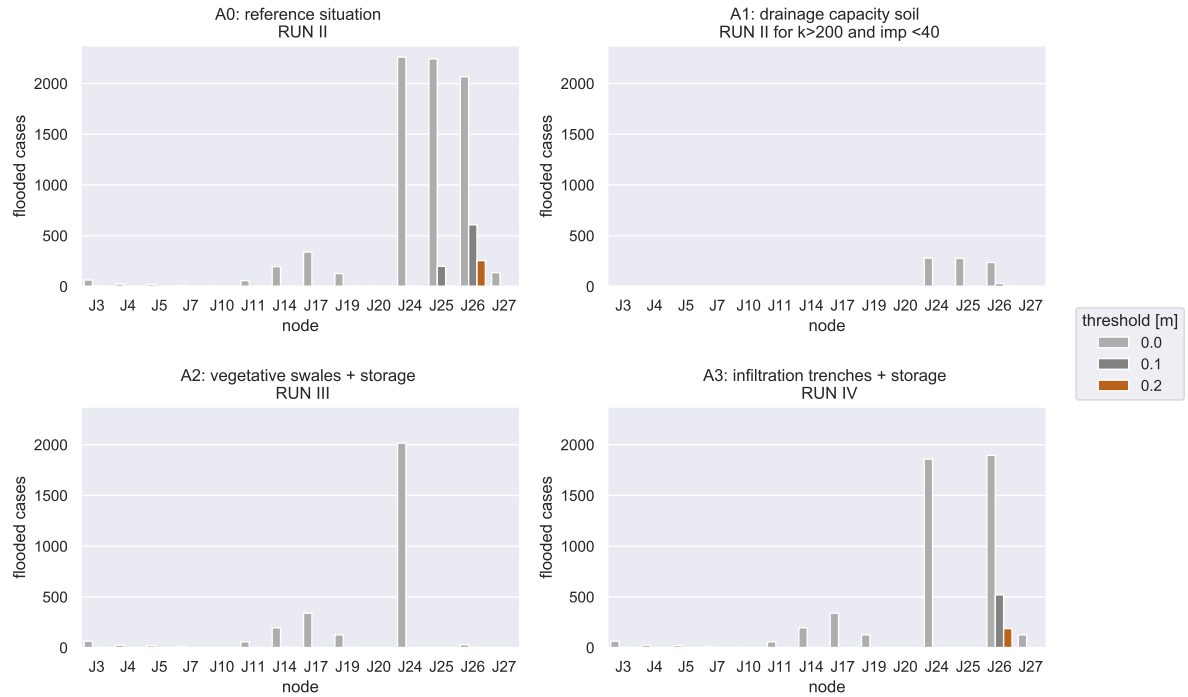 A0: reference situation
RUN II
flooded cases
2000
1500
1000
500
0
J3 J4 J5 J7 J10 J11 J14 J17 J19 J20 J24 J25 J26 J27
node
A1: drainage capacity soil
RUN II for k>200 and imp <40
flooded cases
2000
1500
1000
500
0
J3 J4 J5 J7 J10 J11 J14 J17 J19 J20 J24 J25 J26 J27
node
threshold [m]
0.0
0.1
0.2
A2: vegetative swales + storage
RUN III
flooded cases
2000
1500
1000
500
0
J3 J4 J5 J7 J10 J11 J14 J17 J19 J20 J24 J25 J26 J27
node
A3: infiltration trenches + storage
RUN IV
flooded cases
2000
1500
1000
500
0
J3 J4 J5 J7 J10 J11 J14 J17 J19 J20 J24 J25 J26 J27
node